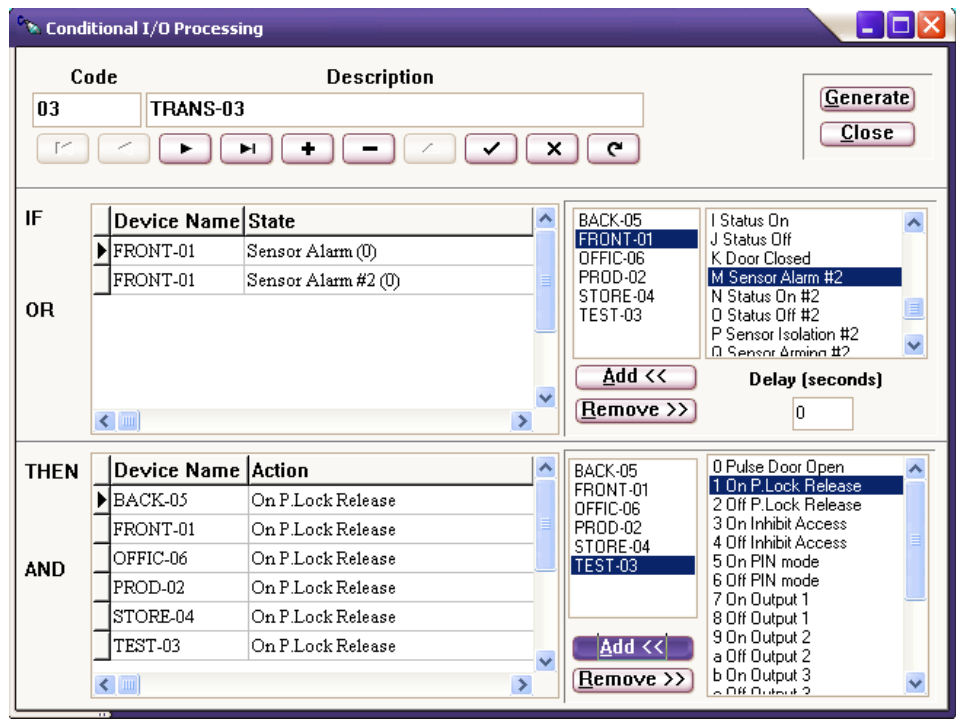 Conditional I/O Processing
Code Description
03 TRANS-03
Generate
Close
IF
OR
Device Name State
FRONT-01 Sensor Alarm (0)
FRONT-01 Sensor Alarm #2 (0)
BACK-05
FRONT-01
OFFIC-06
PROD-02
STORE-04
TEST-03
I Status On
J Status Off
K Door Closed
M Sensor Alarm #2
N Status On #2
O Status Off #2
P Sensor Isolation #2
Q Sensor Arming #2
Add <<
Remove >>
Delay (seconds)
0
THEN
AND
Device Name Action
BACK-05 On P.Lock Release
FRONT-01 On P.Lock Release
OFFIC-06 On P.Lock Release
PROD-02 On P.Lock Release
STORE-04 On P.Lock Release
TEST-03 On P.Lock Release
BACK-05
FRONT-01
OFFIC-06
PROD-02
STORE-04
TEST-03
0 Pulse Door Open
1 On P.Lock Release
2 Off P.Lock Release
3 On Inhibit Access
4 Off Inhibit Access
5 On PIN mode
6 Off PIN mode
7 On Output 1
8 Off Output 1
9 On Output 2
a Off Output 2
b On Output 3
c Off Output 3
Add <<
Remove >>